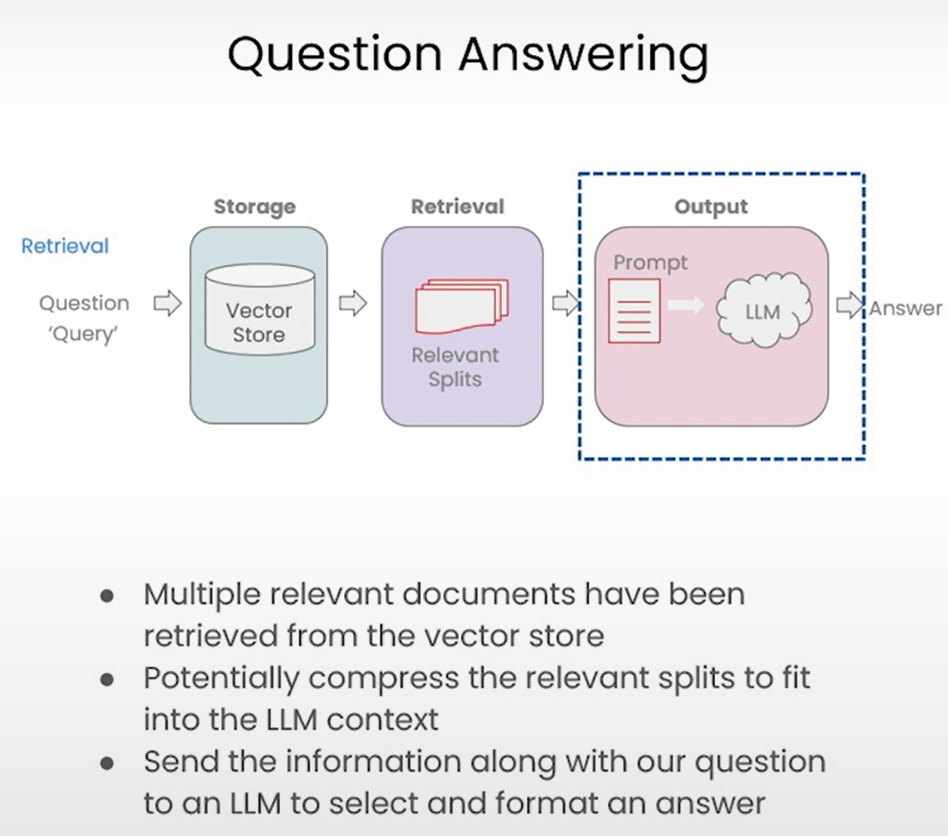 Question Answering
Storage
Retrieval
Output
Retrieval
Question
‘Query’
Vector
Store
Relevant
Splits
Prompt
LLM
Answer
● Multiple relevant documents have been
retrieved from the vector store
● Potentially compress the relevant splits to fit
into the LLM context
● Send the information along with our question
to an LLM to select and format an answer